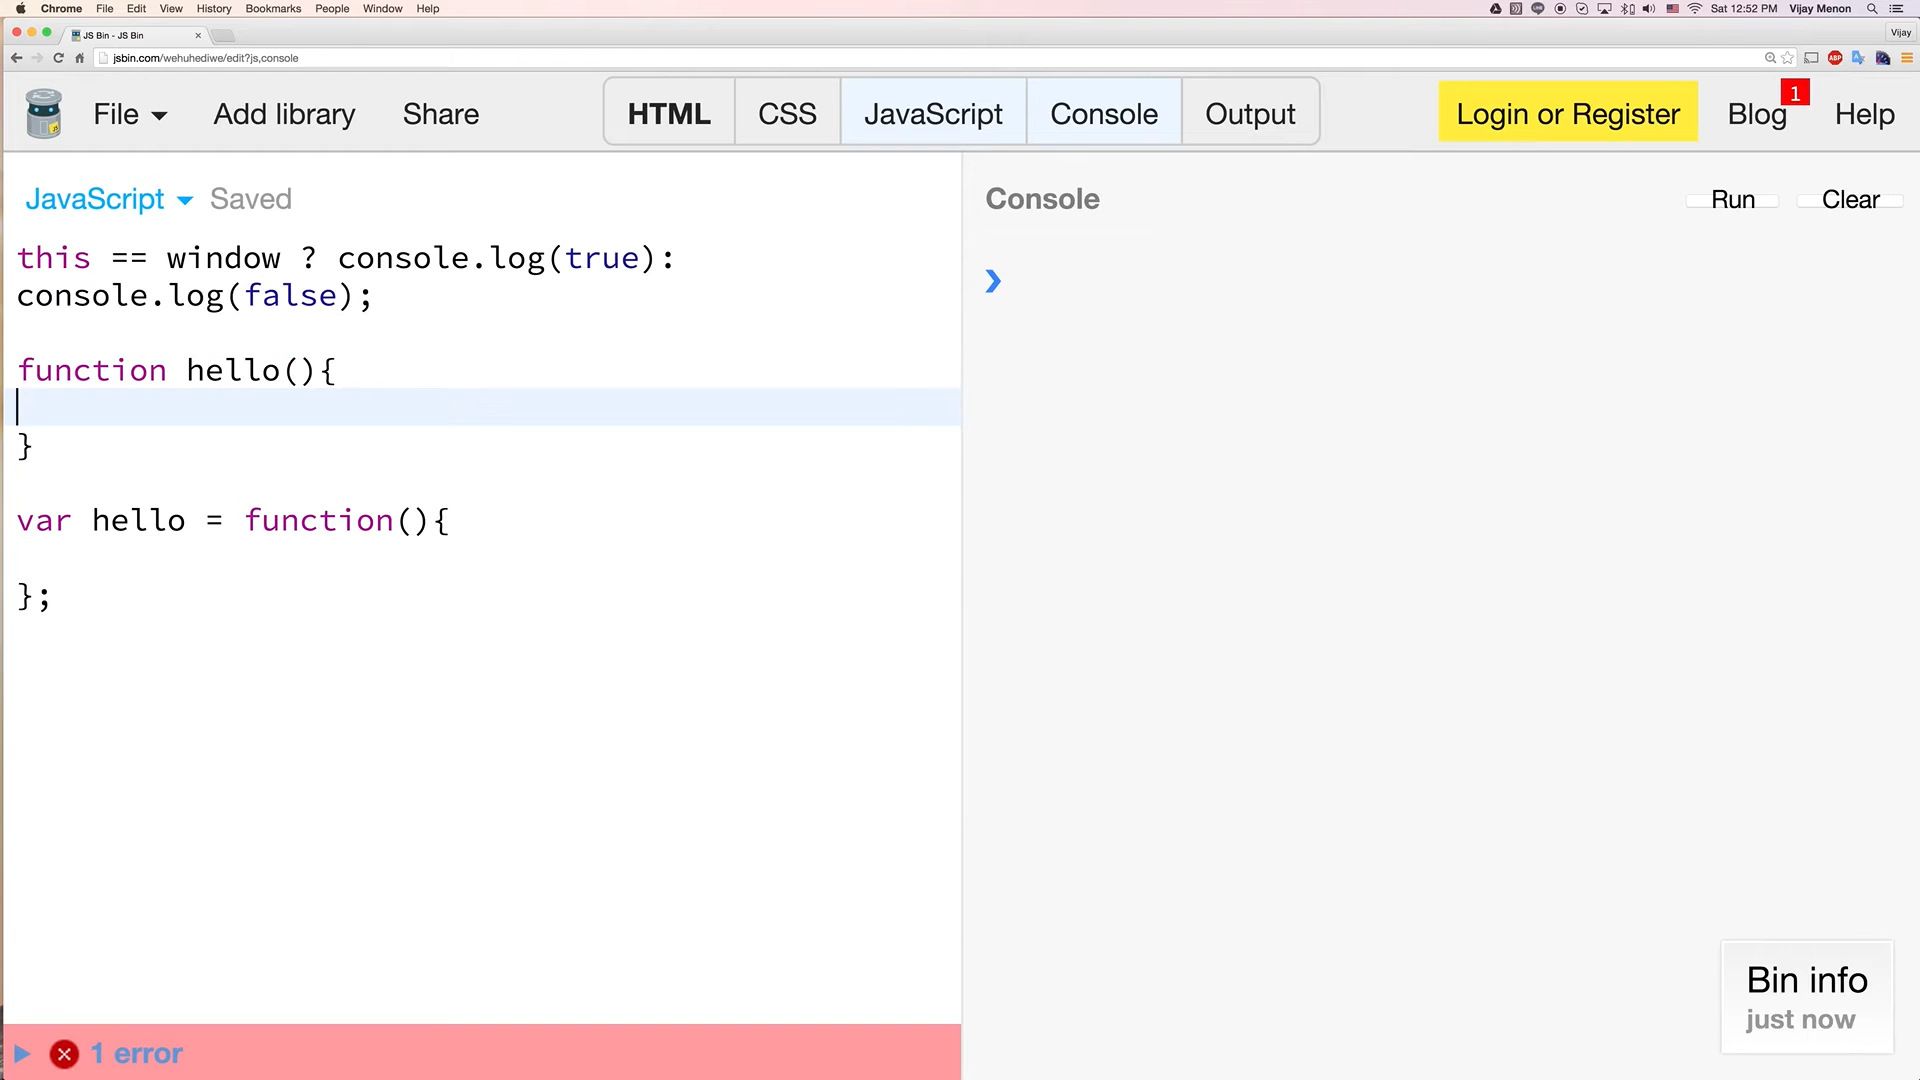 Chrome File Edit View History Bookmarks People Window Help Sat 12:52 PM Vijay Menon
JS Bin - JS Bin Vijay
jsbin.com/wehuhediwe/edit?js,console ABP
File Add library Share HTML CSS JavaScript Console Output Login or Register Blog 1 Help
JavaScript Saved
Console Run Clear
this == window ? console.log(true):
console.log(false);
function hello(){
}
var hello = function(){
};
Bin info
just now
1 error